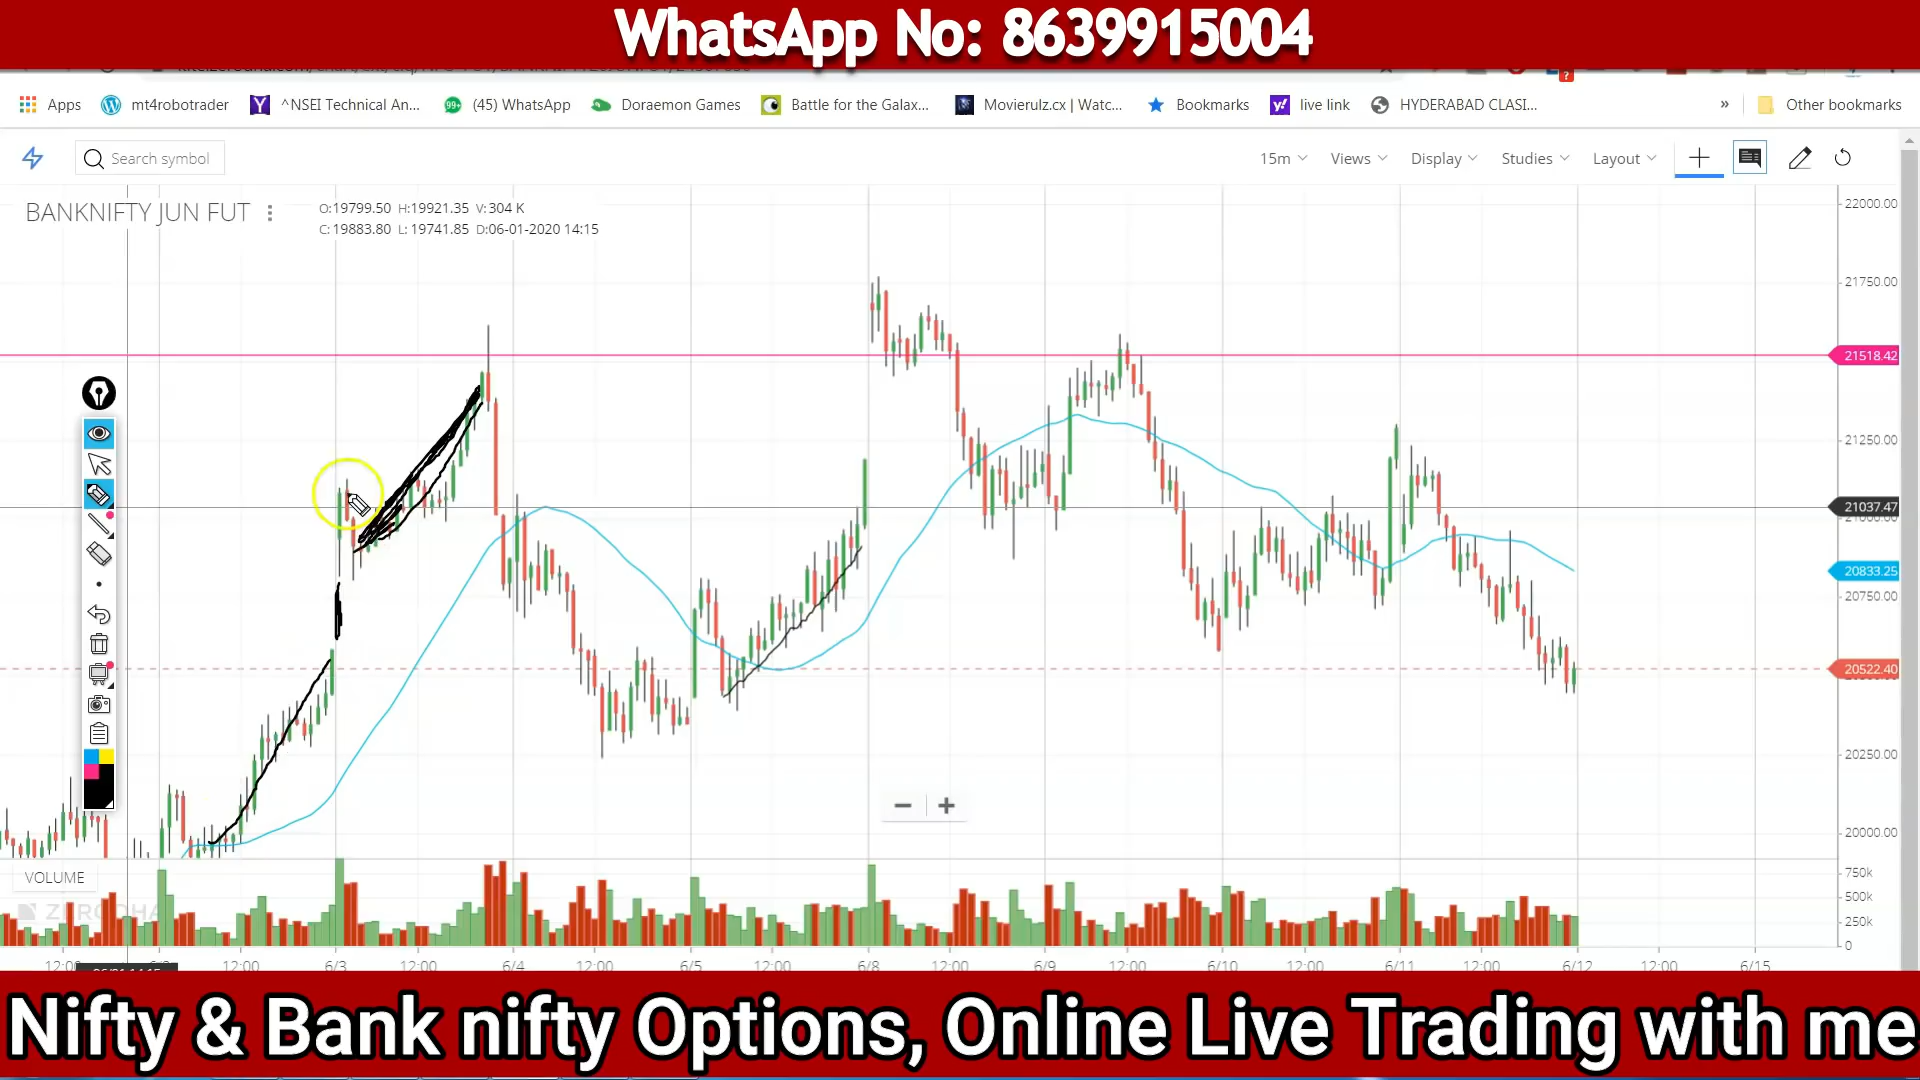 WhatsApp No: 8639915004
Apps mt4robotrader ^NSEI Technical An... (45) WhatsApp Doraemon Games Battle for the Galax... Movierulz.cx | Watc... Bookmarks live link HYDERABAD CLASI... » Other bookmarks
Search symbol 15m Views Display Studies Layout
BANKNIFTY JUN FUT
O:19799.50 H:19921.35 V:304 K
C:19883.80 L:19741.85 D:06-01-2020 14:15
22000.00
21750.00
21518.42
21250.00
21037.47
21000.00
20833.25
20750.00
20522.40
20250.00
20000.00
VOLUME
750k
500k
ZERODHA
250k
0
12:00 12:00 6/3 12:00 6/4 12:00 6/5 12:00 6/8 12:00 6/9 12:00 6/10 12:00 6/11 12:00 6/12 12:00 6/15
Nifty & Bank nifty Options, Online Live Trading with me